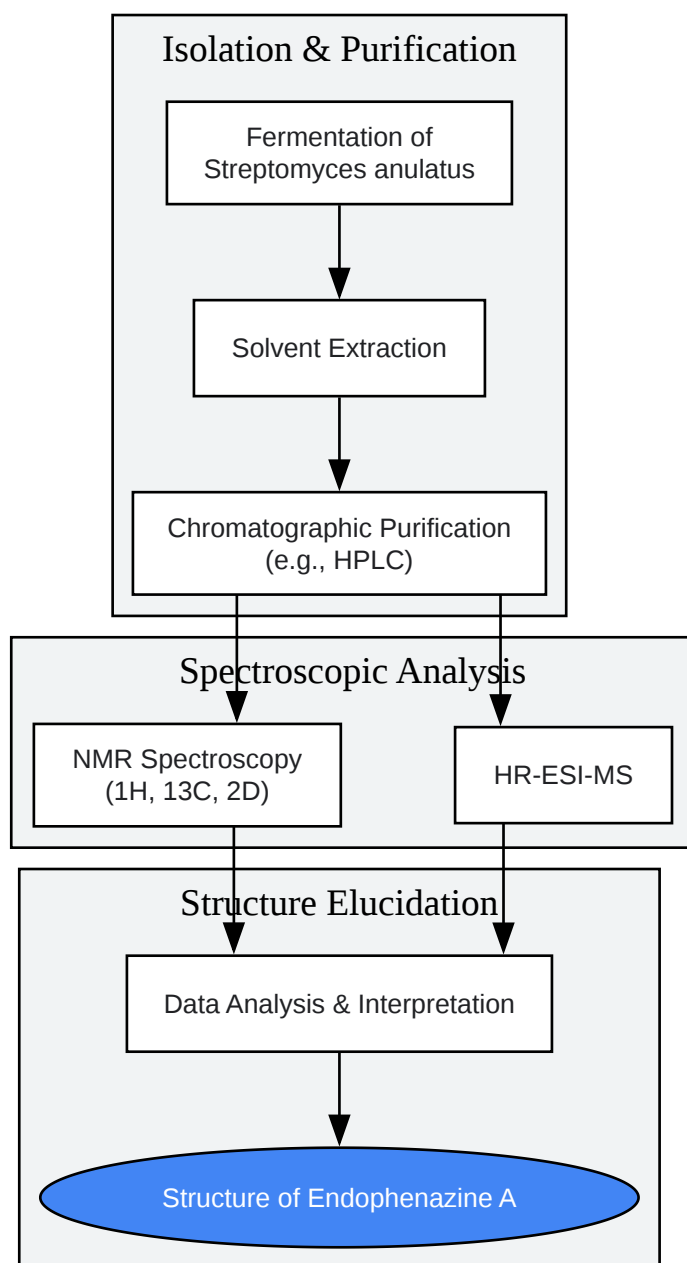 Isolation & Purification
Fermentation of
Streptomyces anulatus
Solvent Extraction
Chromatographic Purification
(e.g., HPLC)
Spectroscopic Analysis
NMR Spectroscopy
(1H, 13C, 2D)
HR-ESI-MS
Structure Elucidation
Data Analysis & Interpretation
Structure of Endophenazine A